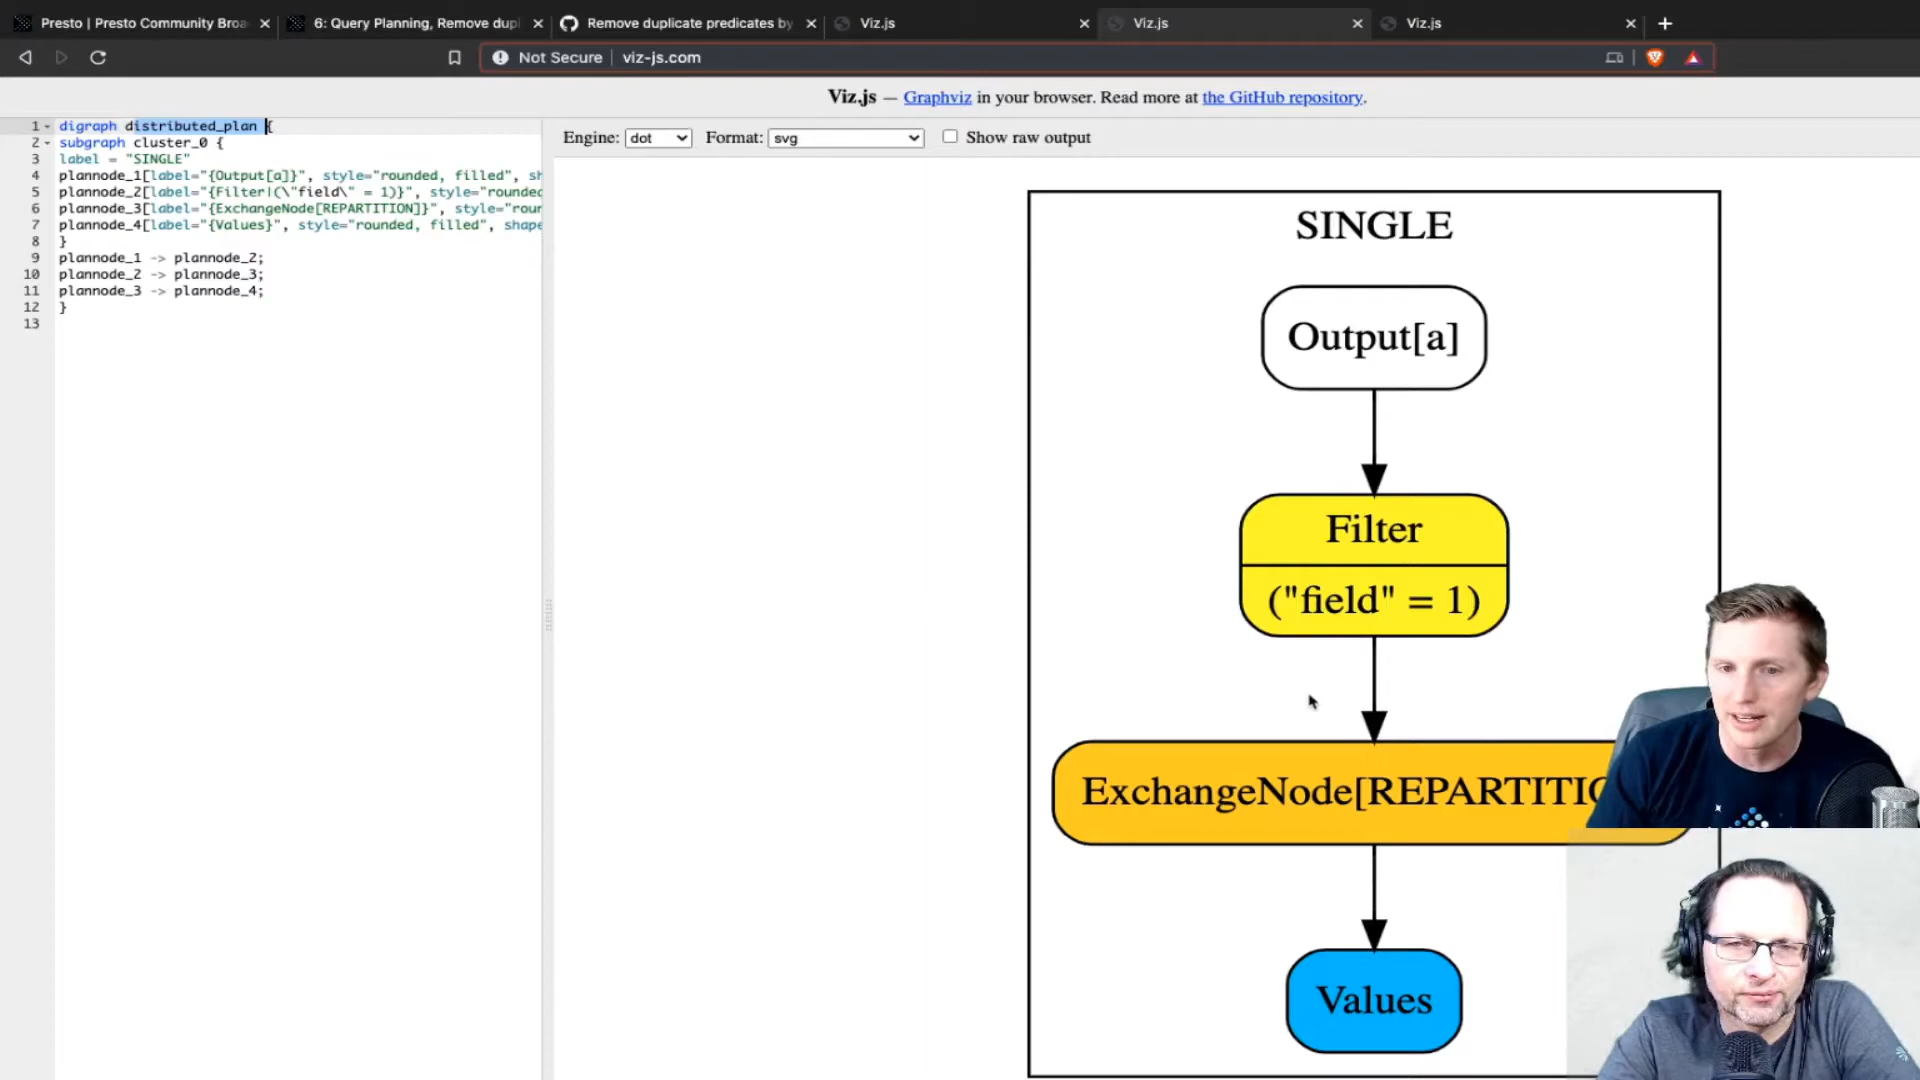 Presto | Presto Community Broa
6: Query Planning, Remove dupl
Remove duplicate predicates by
Viz.js
Viz.js
Viz.js
Not Secure
viz-js.com
Viz.js — Graphviz in your browser. Read more at the GitHub repository.
1 digraph distributed_plan {
2 subgraph cluster_0 {
3 label = "SINGLE"
4 plannode_1[label="{Output[a]}", style="rounded, filled", sh
5 plannode_2[label="{Filter|(\"field\" = 1)}", style="rounded
6 plannode_3[label="{ExchangeNode[REPARTITION]}", style="roun
7 plannode_4[label="{Values}", style="rounded, filled", shape
8 }
9 plannode_1 -> plannode_2;
10 plannode_2 -> plannode_3;
11 plannode_3 -> plannode_4;
12 }
13
Engine: dot Format: svg Show raw output
SINGLE
Output[a]
Filter
("field" = 1)
ExchangeNode[REPARTITIO
Values